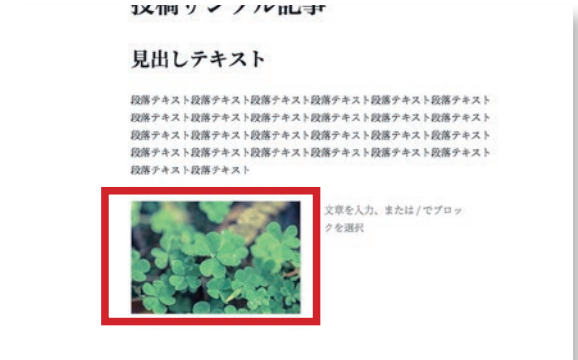 投稿サンプル記事
見出しテキスト
段落テキスト段落テキスト段落テキスト段落テキスト段落テキスト段落テキスト
段落テキスト段落テキスト段落テキスト段落テキスト段落テキスト段落テキスト
段落テキスト段落テキスト段落テキスト段落テキスト段落テキスト段落テキスト
段落テキスト段落テキスト段落テキスト段落テキスト段落テキスト段落テキスト
段落テキスト段落テキスト
文章を入力、または / でブロッ
クを選択